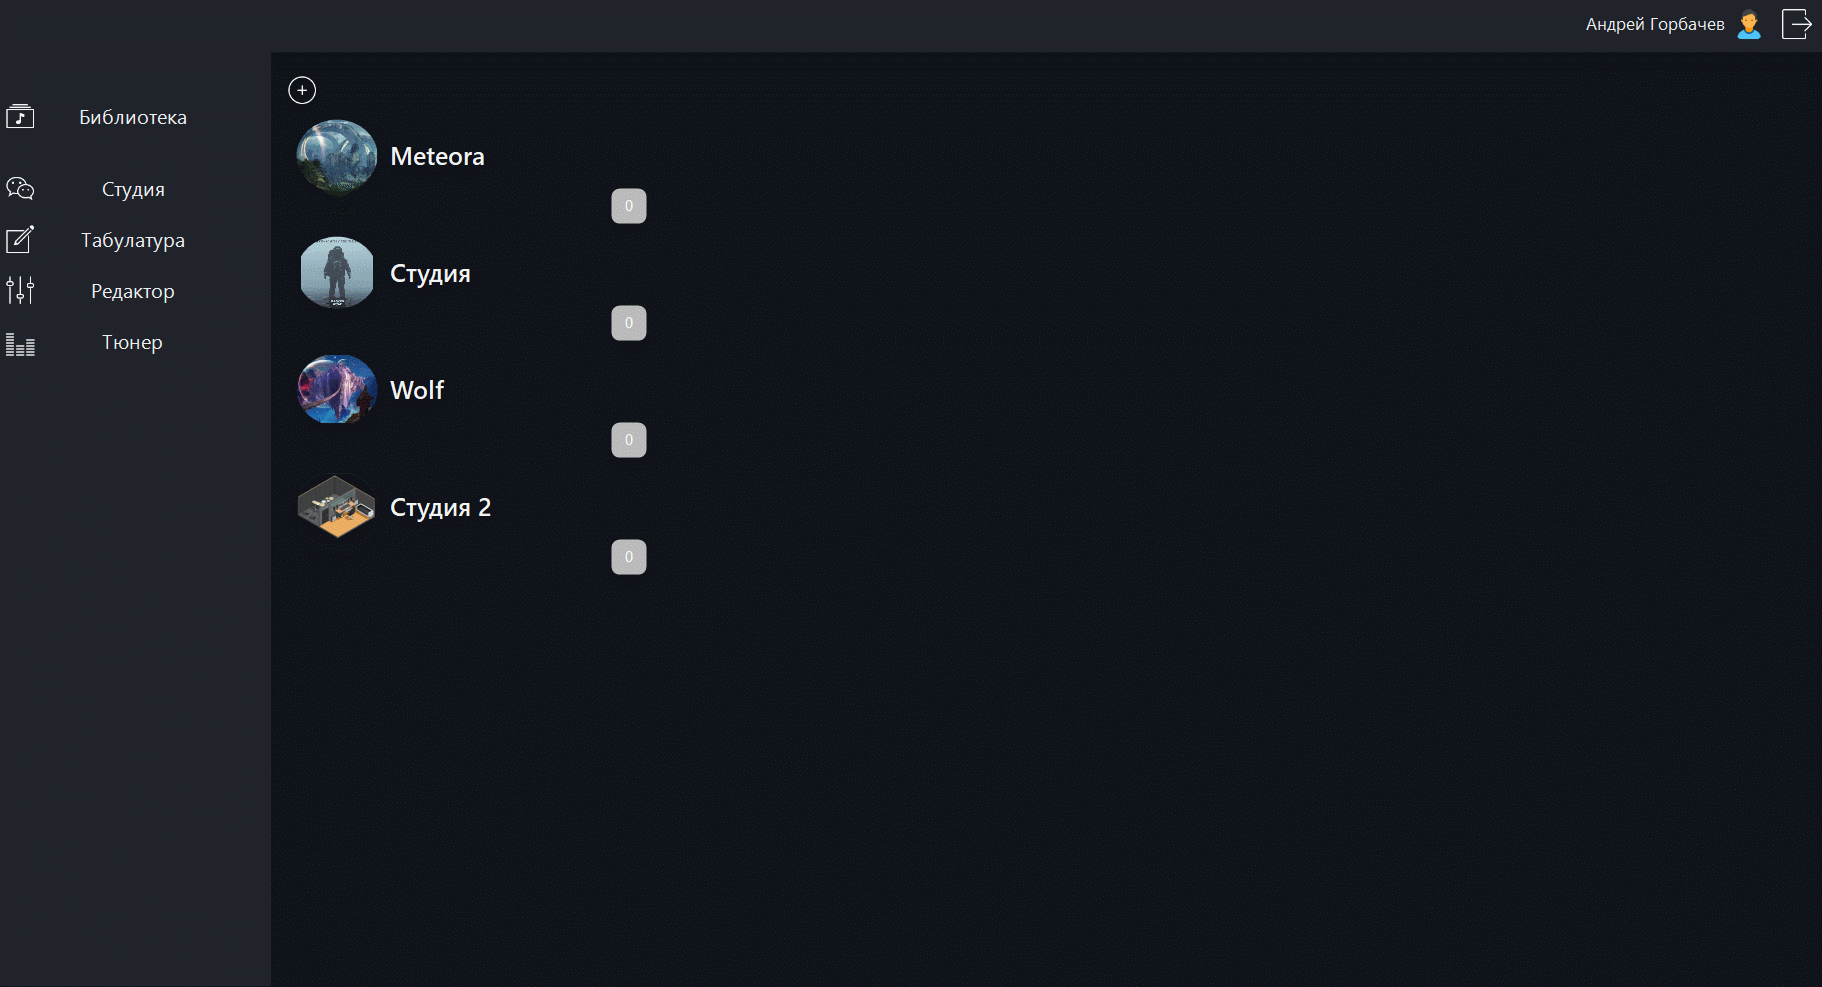 Андрей Горбачев
Библиотека
Студия
Табулатура
Редактор
Тюнер
Meteora
0
Студия
0
Wolf
0
Студия 2
0